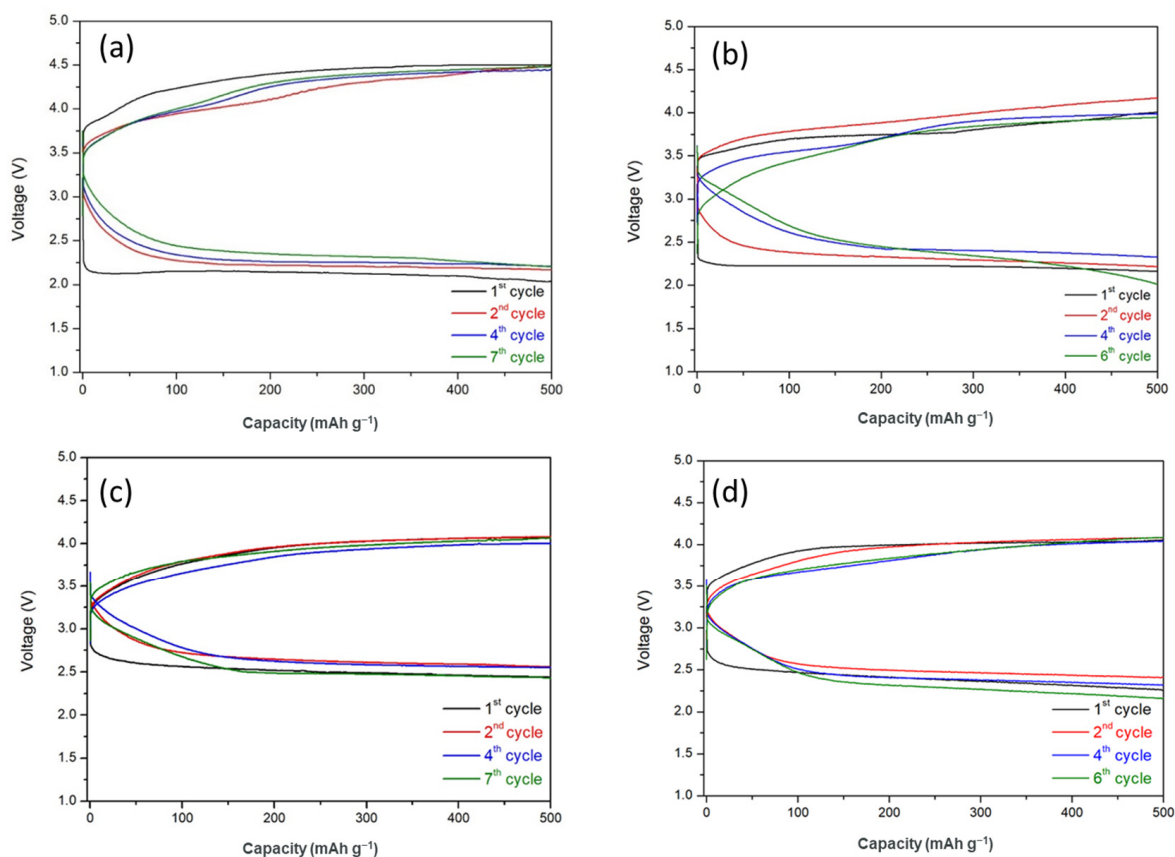 (a)
5.0
4.5
4.0
3.5
3.0
2.5
2.0
1.5
1.0
Voltage (V)
0 100 200 300 400 500
Capacity (mAh g⁻¹)
1st cycle
2nd cycle
4th cycle
7th cycle
(b)
5.0
4.5
4.0
3.5
3.0
2.5
2.0
1.5
1.0
Voltage (V)
0 100 200 300 400 500
Capacity (mAh g⁻¹)
1st cycle
2nd cycle
4th cycle
6th cycle
(c)
5.0
4.5
4.0
3.5
3.0
2.5
2.0
1.5
1.0
Voltage (V)
0 100 200 300 400 500
Capacity (mAh g⁻¹)
1st cycle
2nd cycle
4th cycle
7th cycle
(d)
5.0
4.5
4.0
3.5
3.0
2.5
2.0
1.5
1.0
Voltage (V)
0 100 200 300 400 500
Capacity (mAh g⁻¹)
1st cycle
2nd cycle
4th cycle
6th cycle